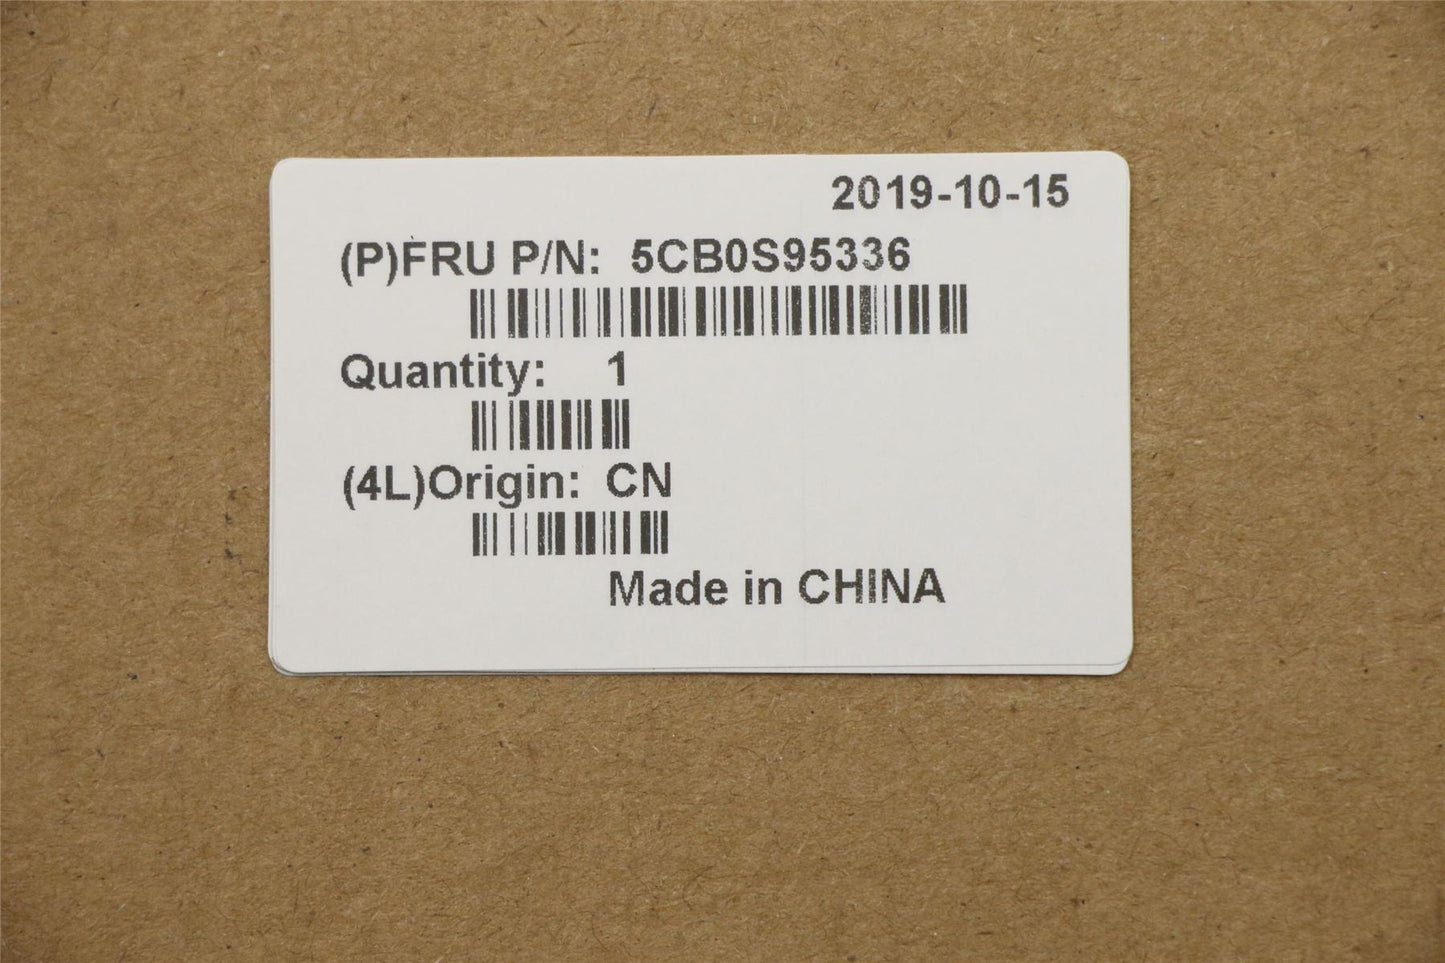 2019-10-15
(P)FRU P/N: 5CB0S95336
Quantity: 1
(4L)Origin: CN
Made in CHINA